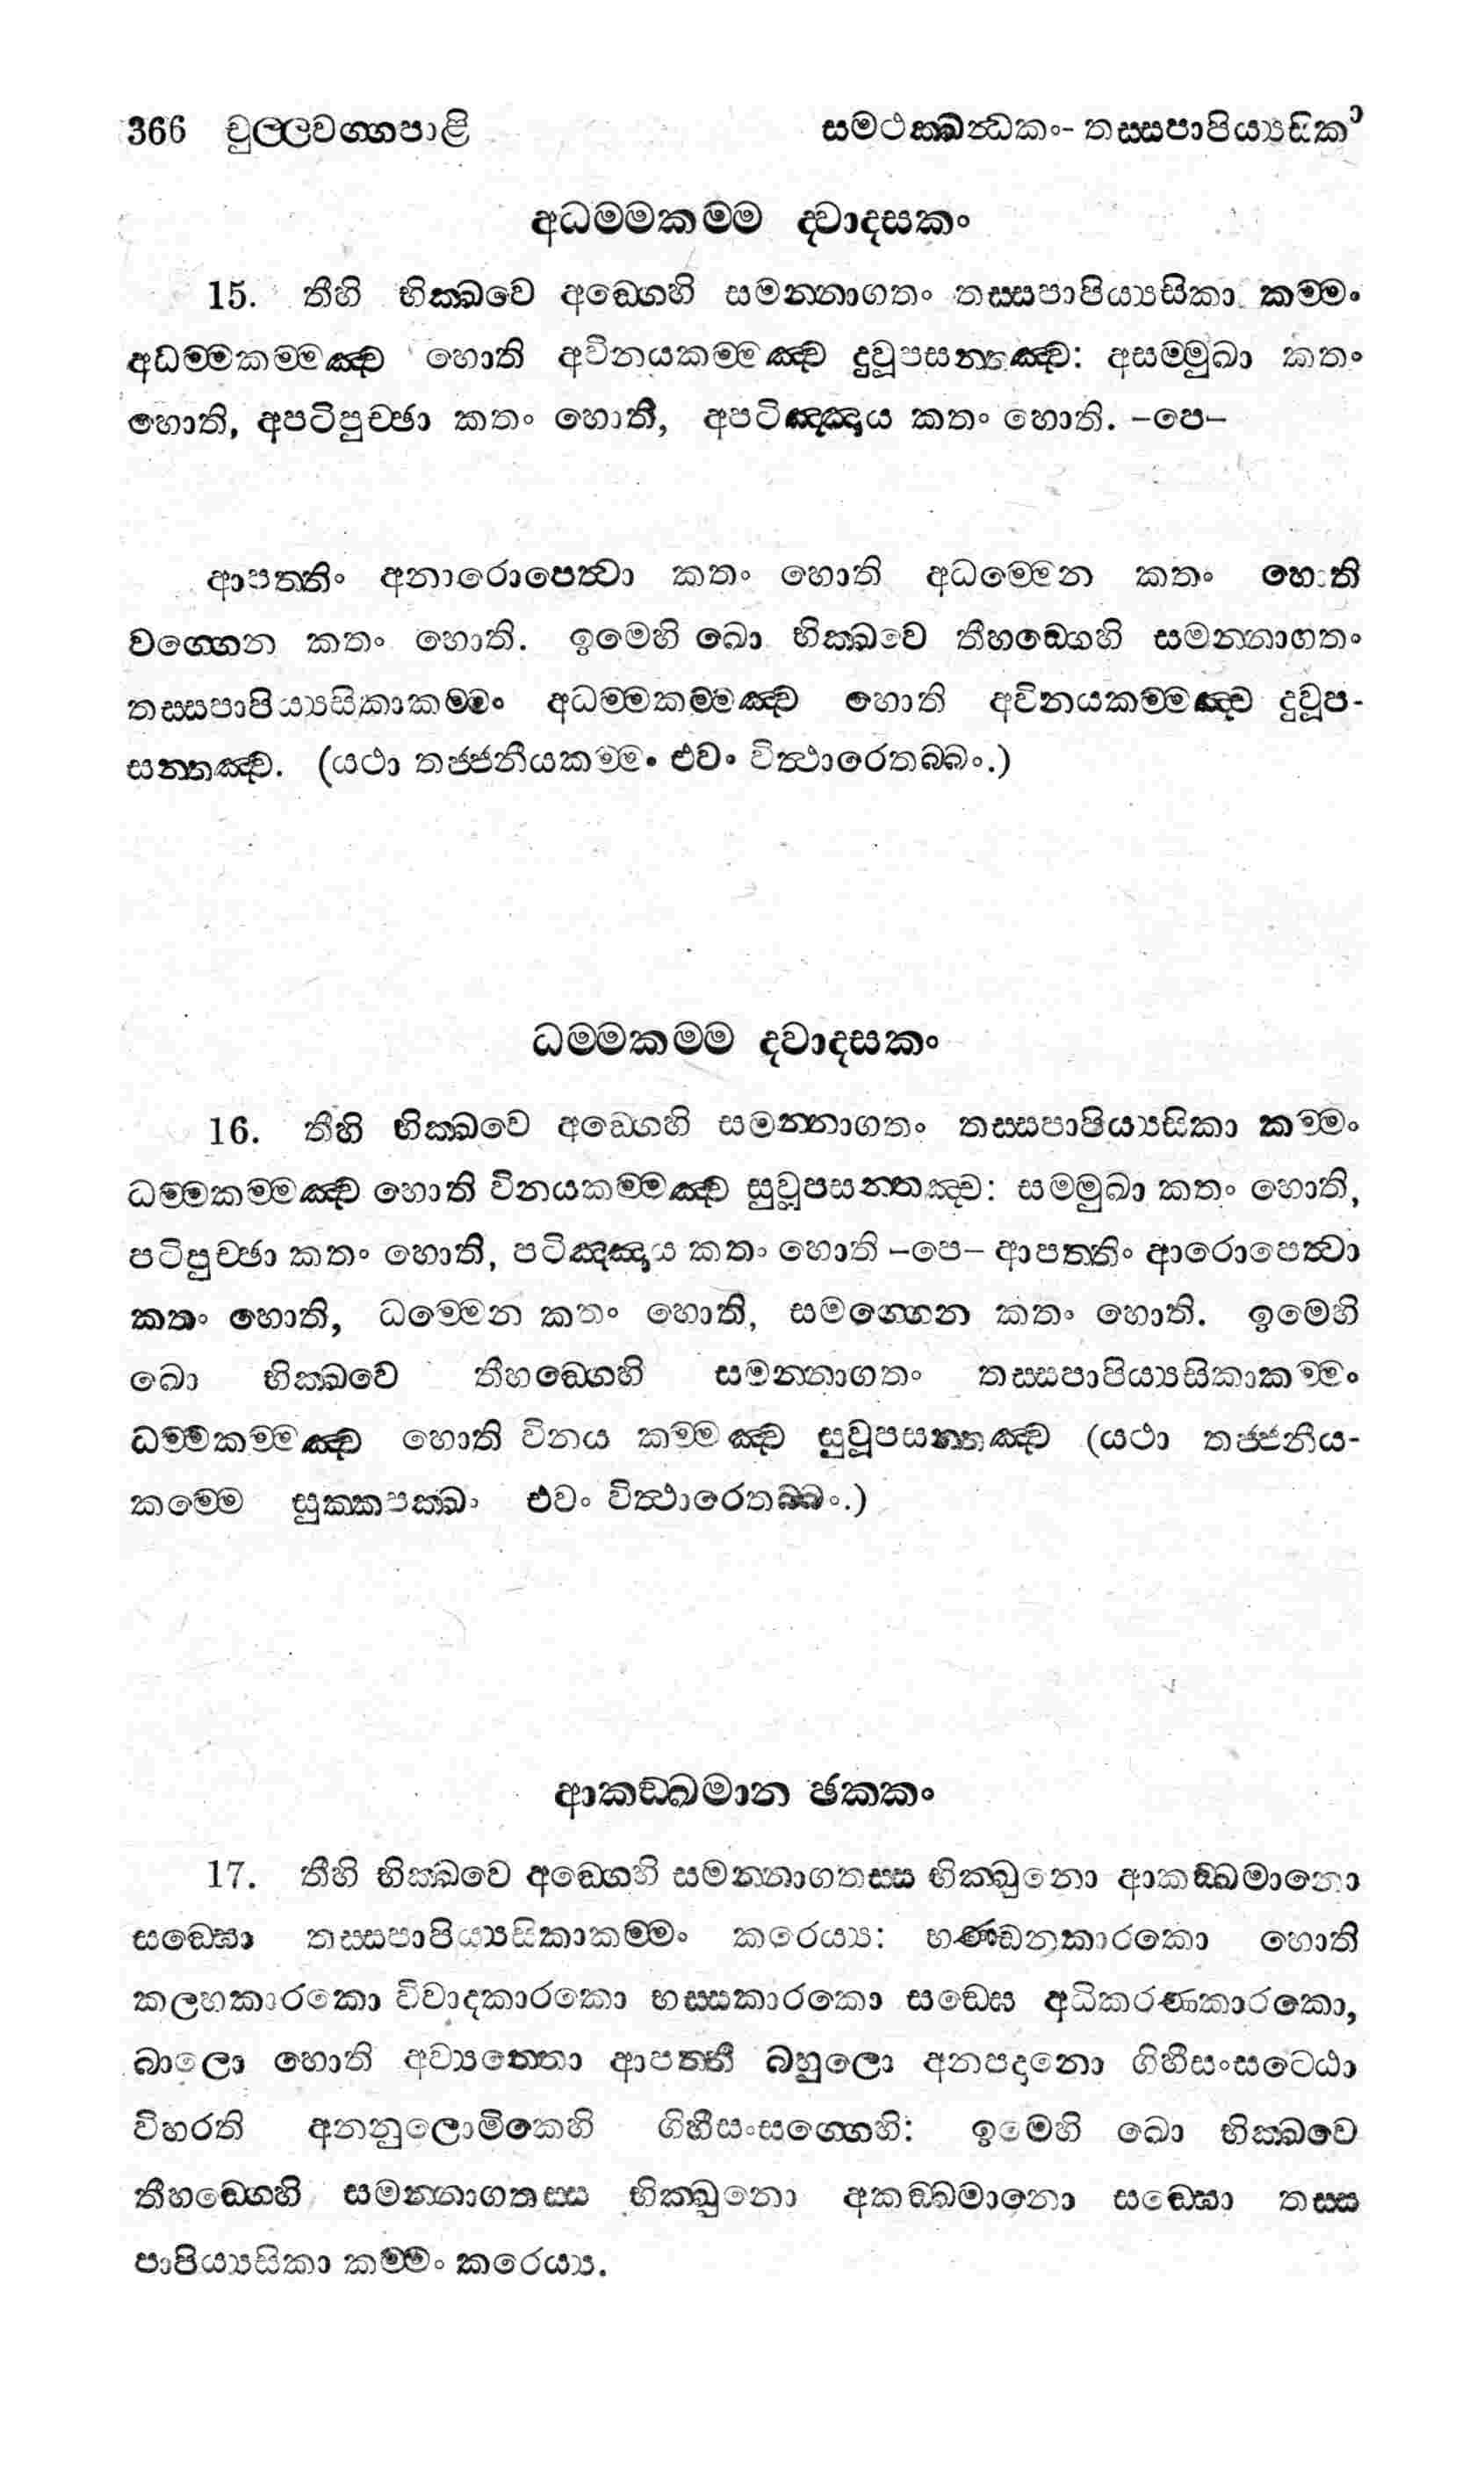 366 චුල්ලවග්ගපාළි සමථක්ඛන්ධකං- තස්සපාපිය්‍යසිකා
අධම්මකම්ම ද්වාදසකං
15. තීහි භික්ඛවෙ අඞ්ගෙහි සමන්නාගතං තස්සපාපිය්‍යසිකා කම්මං
අධම්මකම්මඤ්ච හොති අවිනයකම්මඤ්ච දුවූපසන්තඤ්ච: අසම්මුඛා කතං
හොති, අපටිපුච්ඡා කතං හොති, අපටිඤ්ඤාය කතං හොති. –පෙ–
ආපත්තිං අනාරොපෙත්‍වා කතං හොති අධම්මෙන කතං හොති
වග්ගෙන කතං හොති. ඉමෙහි ඛො භික්ඛවෙ තීහඞ්ගෙහි සමන්නාගතං
තස්සපාපිය්‍යසිකාකම්මං අධම්මකම්මඤ්ච හොති අවිනයකම්මඤ්ච දුවූප-
සන්තඤ්ච. (යථා තජ්ජනීයකම්මං එවං විත්‍ථාරෙතබ්බං.)
ධම්මකම්ම ද්වාදසකං
16. තීහි භික්ඛවෙ අඞ්ගෙහි සමන්නාගතං තස්සපාපිය්‍යසිකා කම්මං
ධම්මකම්මඤ්ච හොති විනයකම්මඤ්ච සුවූපසන්තඤ්ච: සම්මුඛා කතං හොති,
පටිපුච්ඡා කතං හොති, පටිඤ්ඤාය කතං හොති –පෙ– ආපත්තිං ආරොපෙත්‍වා
කතං හොති, ධම්මෙන කතං හොති, සමග්ගෙන කතං හොති. ඉමෙහි
ඛො භික්ඛවෙ තීහඞ්ගෙහි සමන්නාගතං තස්සපාපිය්‍යසිකාකම්මං
ධම්මකම්මඤ්ච හොති විනය කම්මඤ්ච සුවූපසන්තඤ්ච (යථා තජ්ජනීය-
කම්මෙ සුක්කපක්ඛං එවං විත්‍ථාරෙතබ්බං.)
ආකඞ්ඛමාන ඡක්කං
17. තීහි භික්ඛවෙ අඞ්ගෙහි සමන්නාගතස්ස භික්ඛුනො ආකඞ්ඛමානො
සඞ්ඝො තස්සපාපිය්‍යසිකාකම්මං කරෙය්‍ය: භණ්ඩනකාරකො හොති
කලහකාරකො විවාදකාරකො භස්සකාරකො සඞ්ඝෙ අධිකරණකාරකො,
බාලො හොති අව්‍යත්තො ආපත්තී බහුලො අනපදානො ගිහීසංසට්ඨො
විහරති අනනුලොමිකෙහි ගිහීසංසග්ගෙහි: ඉමෙහි ඛො භික්ඛවෙ
තීහඞ්ගෙහි සමන්නාගතස්ස භික්ඛුනො අකඞ්ඛමානො සඞ්ඝො තස්ස
පාපිය්‍යසිකා කම්මං කරෙය්‍ය.